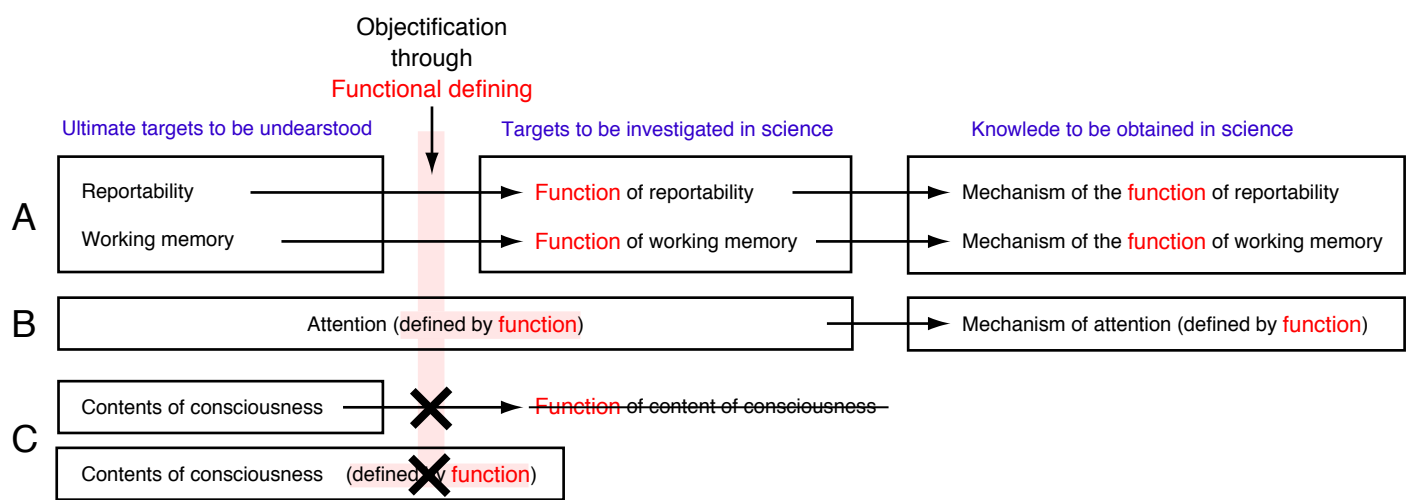 Objectification
through
Functional defining
Ultimate targets to be undearstood
Targets to be investigated in science
Knowlede to be obtained in science
A
Reportability
Function of reportability
Mechanism of the function of reportability
Working memory
Function of working memory
Mechanism of the function of working memory
B
Attention (defined by function)
Mechanism of attention (defined by function)
C
Contents of consciousness
Function of content of consciousness
Contents of consciousness (defined by function)